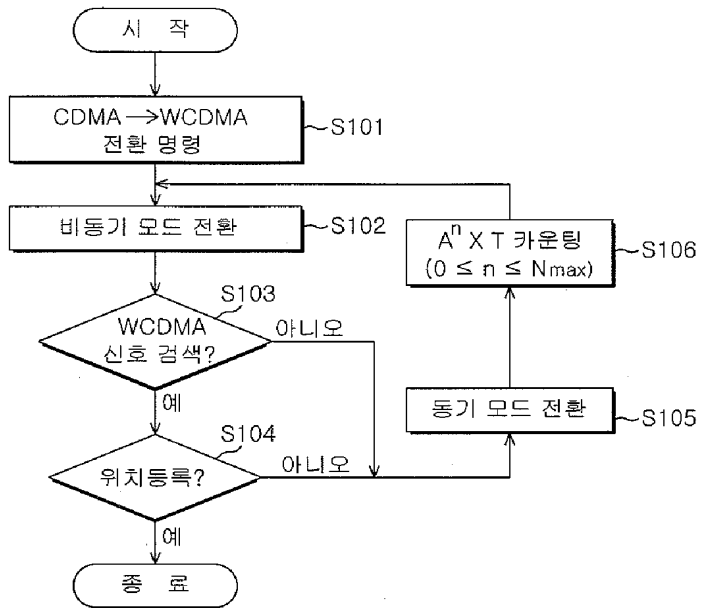 시 작
CDMA→WCDMA
전환 명령
S101
비동기 모드 전환
S102
Aⁿ X T 카운팅
(0 ≤ n ≤ Nmax)
S106
S103
WCDMA
신호 검색?
아니오
예
동기 모드 전환
S105
S104
위치등록?
아니오
예
종 료